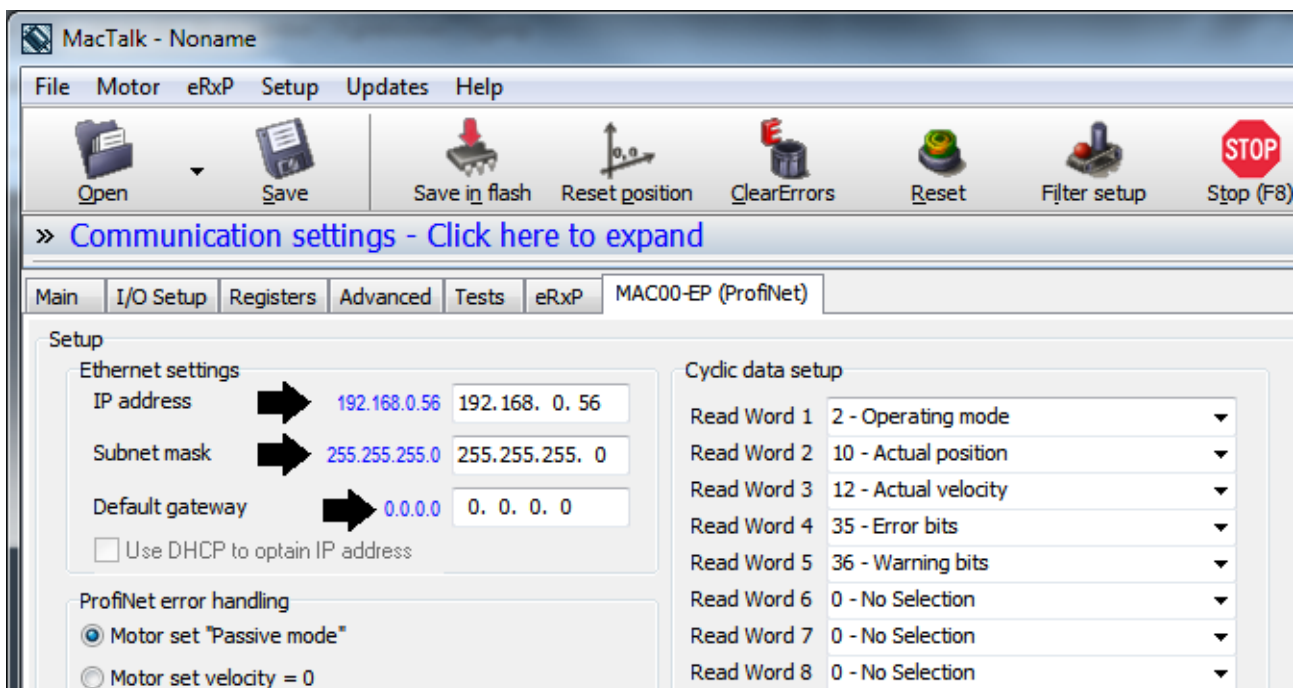 MacTalk - Noname
File Motor eRxP Setup Updates Help
Open Save Save in flash Reset position ClearErrors Reset Filter setup Stop (F8)
E
0,0
STOP
» Communication settings - Click here to expand
Main I/O Setup Registers Advanced Tests eRxP MAC00-EP (ProfiNet)
Setup
Ethernet settings
IP address 192.168.0.56 192.168. 0. 56
Subnet mask 255.255.255.0 255.255.255. 0
Default gateway 0.0.0.0 0. 0. 0. 0
Use DHCP to optain IP address
ProfiNet error handling
Motor set "Passive mode"
Motor set velocity = 0
Cyclic data setup
Read Word 1 2 - Operating mode
Read Word 2 10 - Actual position
Read Word 3 12 - Actual velocity
Read Word 4 35 - Error bits
Read Word 5 36 - Warning bits
Read Word 6 0 - No Selection
Read Word 7 0 - No Selection
Read Word 8 0 - No Selection